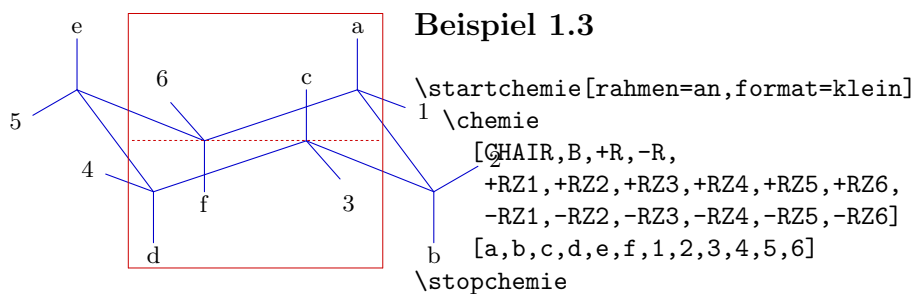 e
a
6
c
5
1
4
2
3
f
d
b
Beispiel 1.3
\startchemie[rahmen=an,format=klein]
\chemie
[CHAIR,B,+R,-R,
+RZ1,+RZ2,+RZ3,+RZ4,+RZ5,+RZ6,
-RZ1,-RZ2,-RZ3,-RZ4,-RZ5,-RZ6]
[a,b,c,d,e,f,1,2,3,4,5,6]
\stopchemie